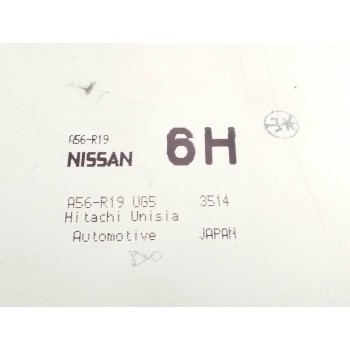 A56-R19
NISSAN 6H
A56-R19 UG5 3514
Hitachi Unisia
Automotive JAPAN